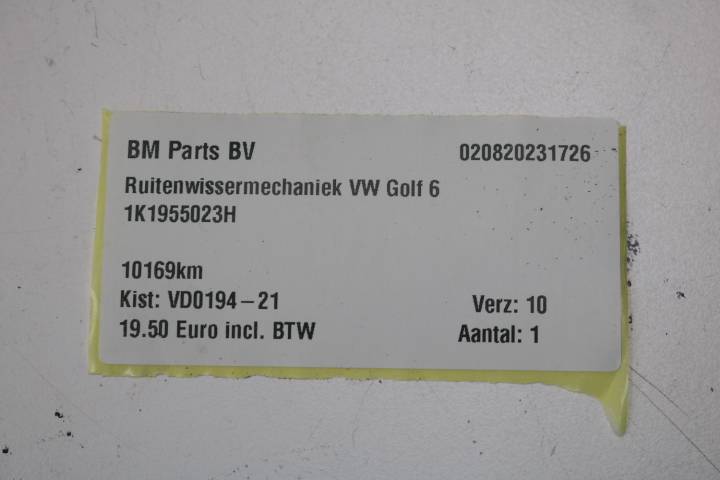 BM Parts BV 020820231726
Ruitenwissermechaniek VW Golf 6
1K1955023H
10169km
Kist: VD0194-21 Verz: 10
19.50 Euro incl. BTW Aantal: 1